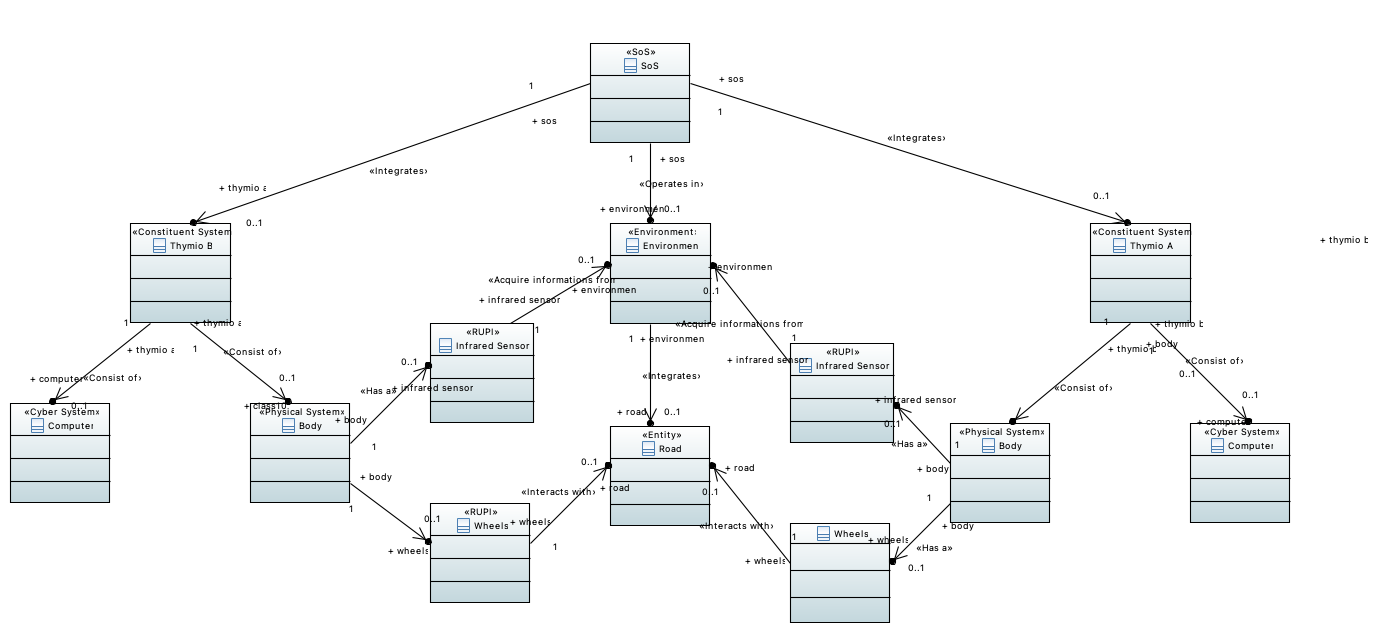 «SoS»
SoS
1
+ sos
+ sos
1
«Integrates›
1
+ sos
«Integrates›
«Operates in›
+ thymio a
0..1
0..1
+ environmen
0..1
«Constituent System
Thymio B
«Environment›
Environmen
«Constituent System
Thymio A
+ thymio b
0..1
+ environmen
«Acquire informations from
+ environmen
0..1
+ infrared sensor
1
+ thymio a
1
«Acquire informations from
1
+ thymio b
«RUPI»
Infrared Sensor
1
+ environmen
1
+ thymio a
1
«Consist of›
«RUPI»
Infrared Sensor
+ body
+ thymio b
0..1
+ infrared sensor
«Consist of›
0..1
+ computer
«Consist of›
0..1
«Has a»
+ infrared sensor
«Integrates›
«Consist of›
0..1
+ infrared sensor
0..1
+ class10
«Cyber System»
Computer
«Physical System»
Body
+ body
+ road
0..1
0..1
+ compute
1
«Entity»
Road
«Has a»
1
«Physical System»
Body
«Cyber System»
Computer
0..1
+ road
+ body
+ body
1
«Interacts with›
+ road
0..1
1
+ body
0..1
«RUPI»
Wheels
+ wheels
«Interacts with›
1
Wheels
+ wheels
+ wheels
1
+ wheels
«Has a»
0..1